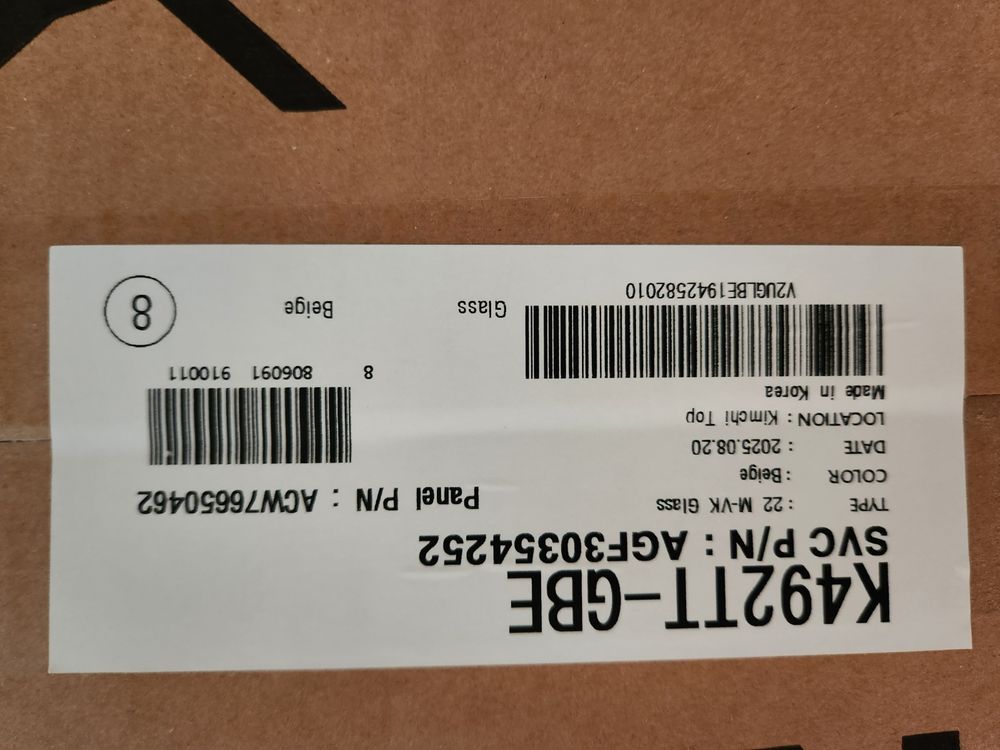 K492TT-GBE
SVC P/N : AGF30354252
TYPE : 22 M-VK Glass
COLOR : Beige
DATE : 2025.08.20
LOCATION : Kimchi Top
Made in Korea
V2UGLBE1942582010
Panel P/N : ACW76650462
8 806091 910011
Glass Beige 8